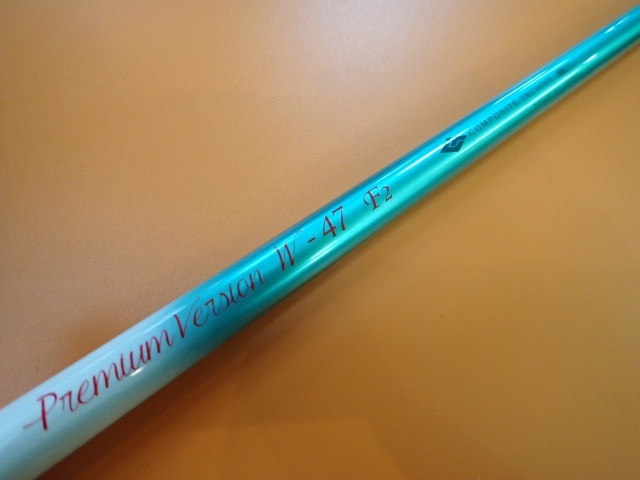 Premium Version W-47 F2
COMPOSITE